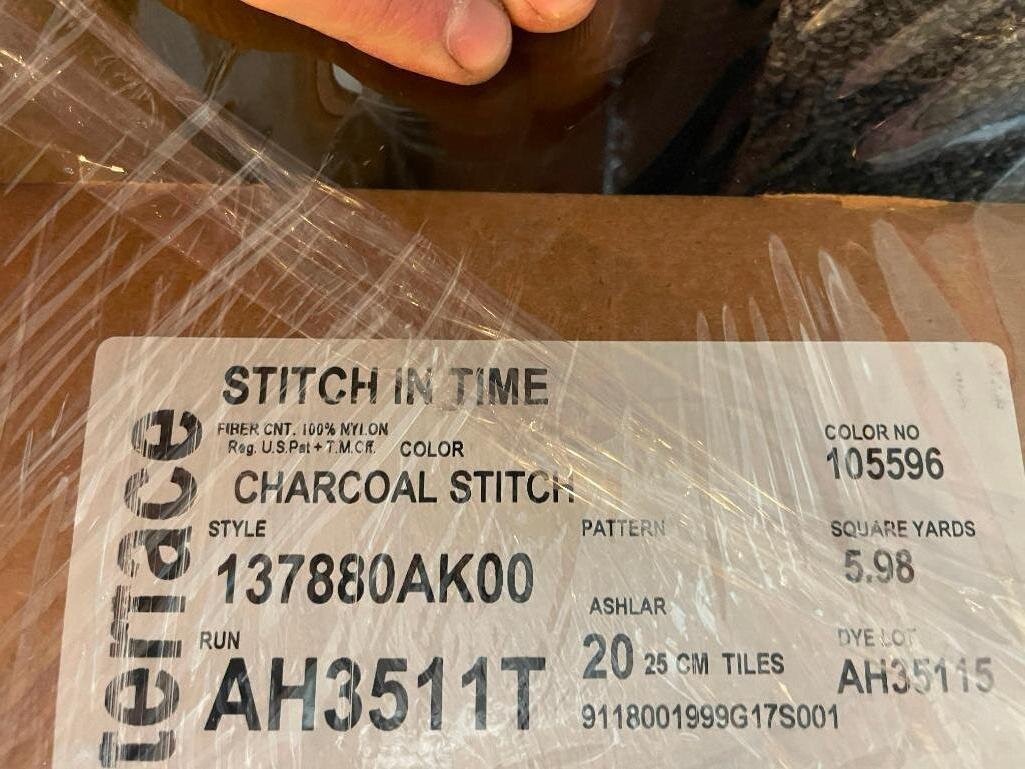 STITCH IN TIME
FIBER CNT. 100% NYLON
Reg. U.S.Pat + T.M.Off. COLOR
COLOR NO
105596
CHARCOAL STITCH
STYLE
PATTERN
SQUARE YARDS
137880AK00
5.98
ASHLAR
RUN
DYE LOT
AH3511T
20 25 CM TILES
AH35115
9118001999G17S001
terface